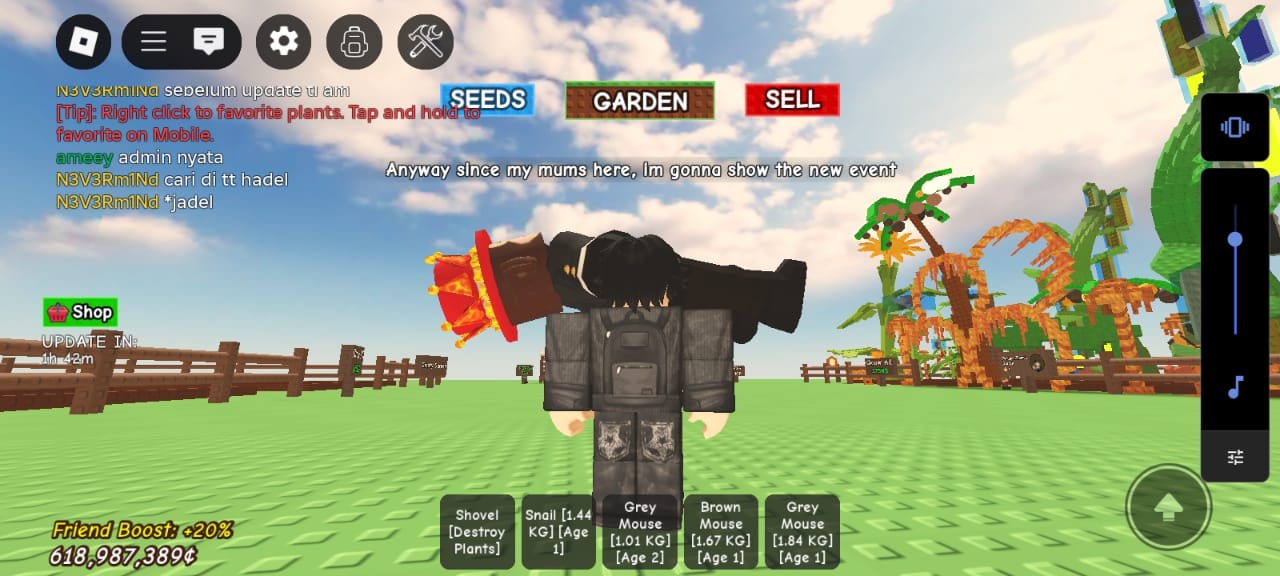 N3V3Rm1Nd sebelum update ti am
[Tip]: Right click to favorite plants. Tap and hold to
favorite on Mobile.
ameey admin nyata
N3V3Rm1Nd cari di tt hadel
N3V3Rm1Nd *jadel
SEEDS
GARDEN
SELL
Anyway since my mums here, Im gonna show the new event
Shop
UPDATE IN:
1h 42m
Friend Boost: +20%
618,987,389¢
Shovel
[Destroy
Plants]
Snail [1.44
KG] [Age
1]
Grey
Mouse
[1.01 KG]
[Age 2]
Brown
Mouse
[1.67 KG]
[Age 1]
Grey
Mouse
[1.84 KG]
[Age 1]